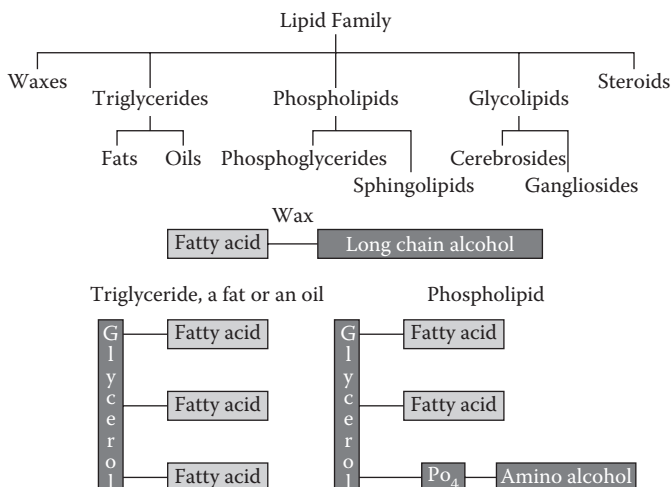 Lipid Family
Waxes
Steroids
Triglycerides
Phospholipids
Glycolipids
Fats
Oils
Phosphoglycerides
Cerebrosides
Sphingolipids
Gangliosides
Wax
Fatty acid
Long chain alcohol
Triglyceride, a fat or an oil
Glycerol
Fatty acid
Fatty acid
Fatty acid
Phospholipid
Glycerol
Fatty acid
Fatty acid
Po4
Amino alcohol